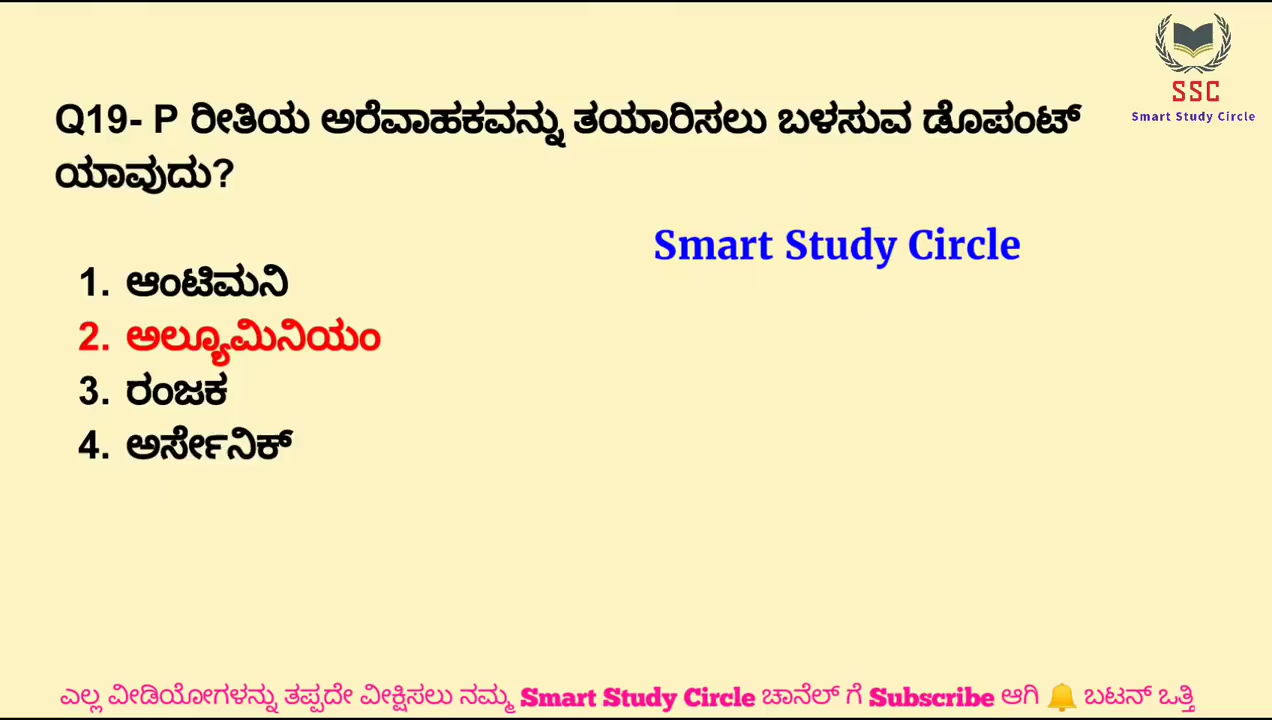 SSC
Smart Study Circle
Q19- P ರೀತಿಯ ಅರೆವಾಹಕವನ್ನು ತಯಾರಿಸಲು ಬಳಸುವ ಡೊಪಂಟ್
ಯಾವುದು?
Smart Study Circle
1. ಆಂಟಿಮನಿ
2. ಅಲ್ಯೂಮಿನಿಯಂ
3. ರಂಜಕ
4. ಅರ್ಸೇನಿಕ್
ಎಲ್ಲ ವೀಡಿಯೋಗಳನ್ನು ತಪ್ಪದೇ ವೀಕ್ಷಿಸಲು ನಮ್ಮ Smart Study Circle ಚಾನೆಲ್ ಗೆ Subscribe ಆಗಿ 🔔 ಬಟನ್ ಒತ್ತಿ